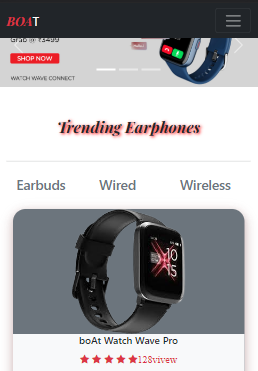 BOAT
Grab @ ₹3499
SHOP NOW
WATCH WAVE CONNECT
Trending Earphones
Earbuds Wired Wireless
10
15
boAt Watch Wave Pro
128vivew